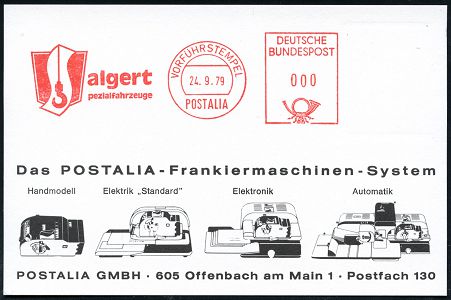 algert
pezialfahrzeuge
VORFÜHRSTEMPEL
24.9.79
POSTALIA
DEUTSCHE
BUNDESPOST
000
Das POSTALIA-Frankiermaschinen-System
Handmodell Elektrik „Standard" Elektronik Automatik
POSTALIA GMBH · 605 Offenbach am Main 1 · Postfach 130